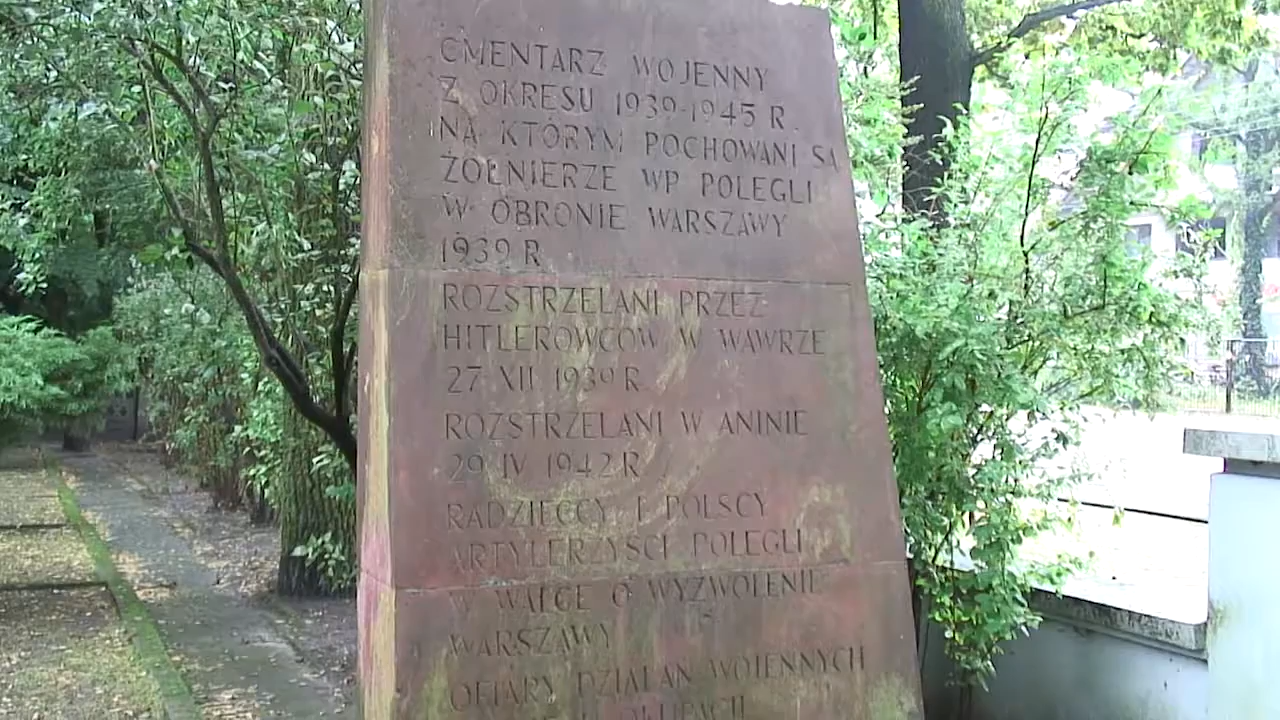 CMENTARZ WOJENNY
Z OKRESU 1939-1945 R.
NA KTÓRYM POCHOWANI SĄ
ŻOŁNIERZE WP POLEGLI
W OBRONIE WARSZAWY
1939 R.
ROZSTRZELANI PRZEZ
HITLEROWCÓW W WAWRZE
27 XII 1939 R.
ROZSTRZELANI W ANINIE
29 IV 1942 R
RADZIECCY I POLSCY
ARTYLERZYŚCI POLEGLI
W WALCE O WYZWOLENIE
WARSZAWY
OFIARY DZIAŁAŃ WOJENNYCH
OKUPACJI